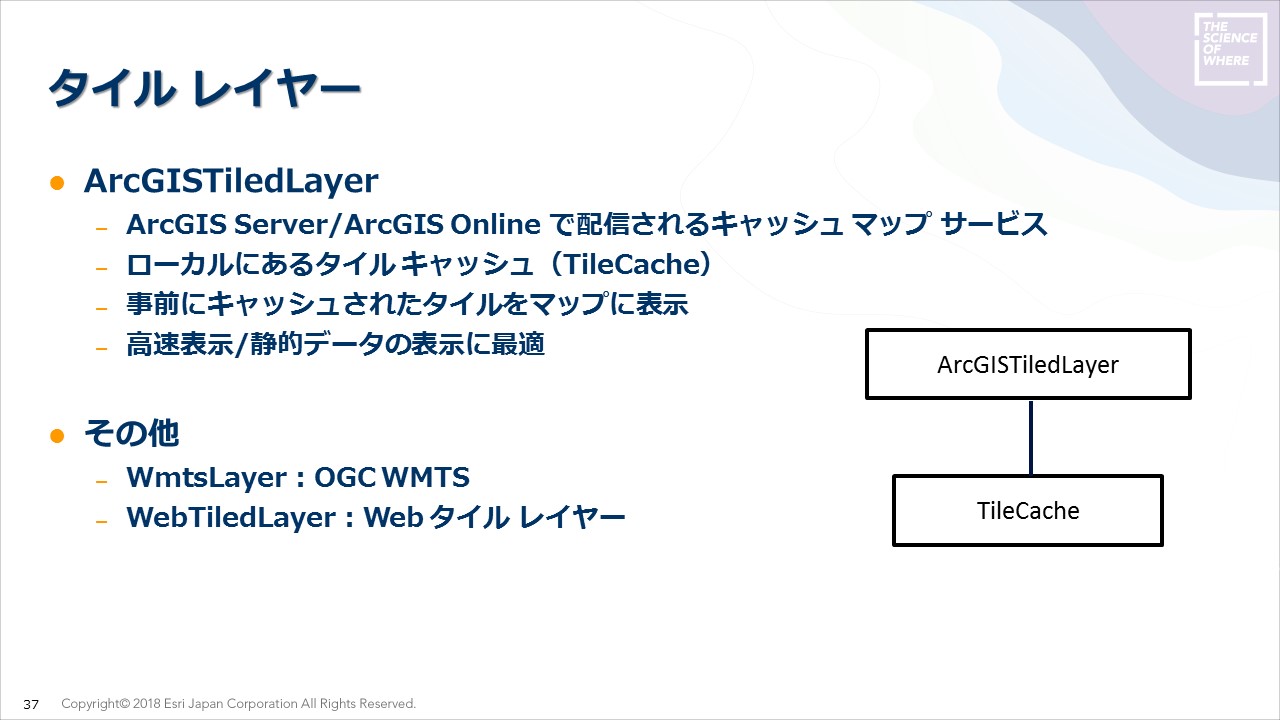 THE
SCIENCE
OF
WHERE
タイル レイヤー
ArcGISTiledLayer
ArcGIS Server/ArcGIS Online で配信されるキャッシュ マップ サービス
ローカルにあるタイル キャッシュ（TileCache）
事前にキャッシュされたタイルをマップに表示
高速表示/静的データの表示に最適
ArcGISTiledLayer
TileCache
その他
WmtsLayer：OGC WMTS
WebTiledLayer：Web タイル レイヤー
37 Copyright© 2018 Esri Japan Corporation All Rights Reserved.